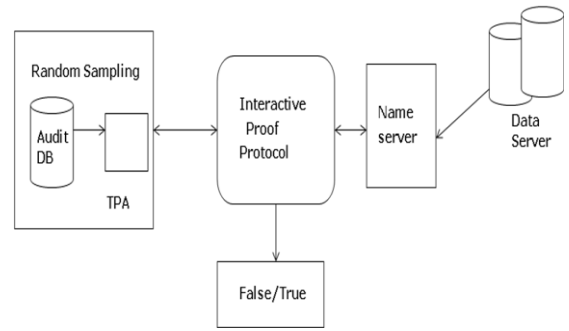 Random Sampling
Audit
DB
TPA
Interactive
Proof
Protocol
Name
server
Data
Server
False/True